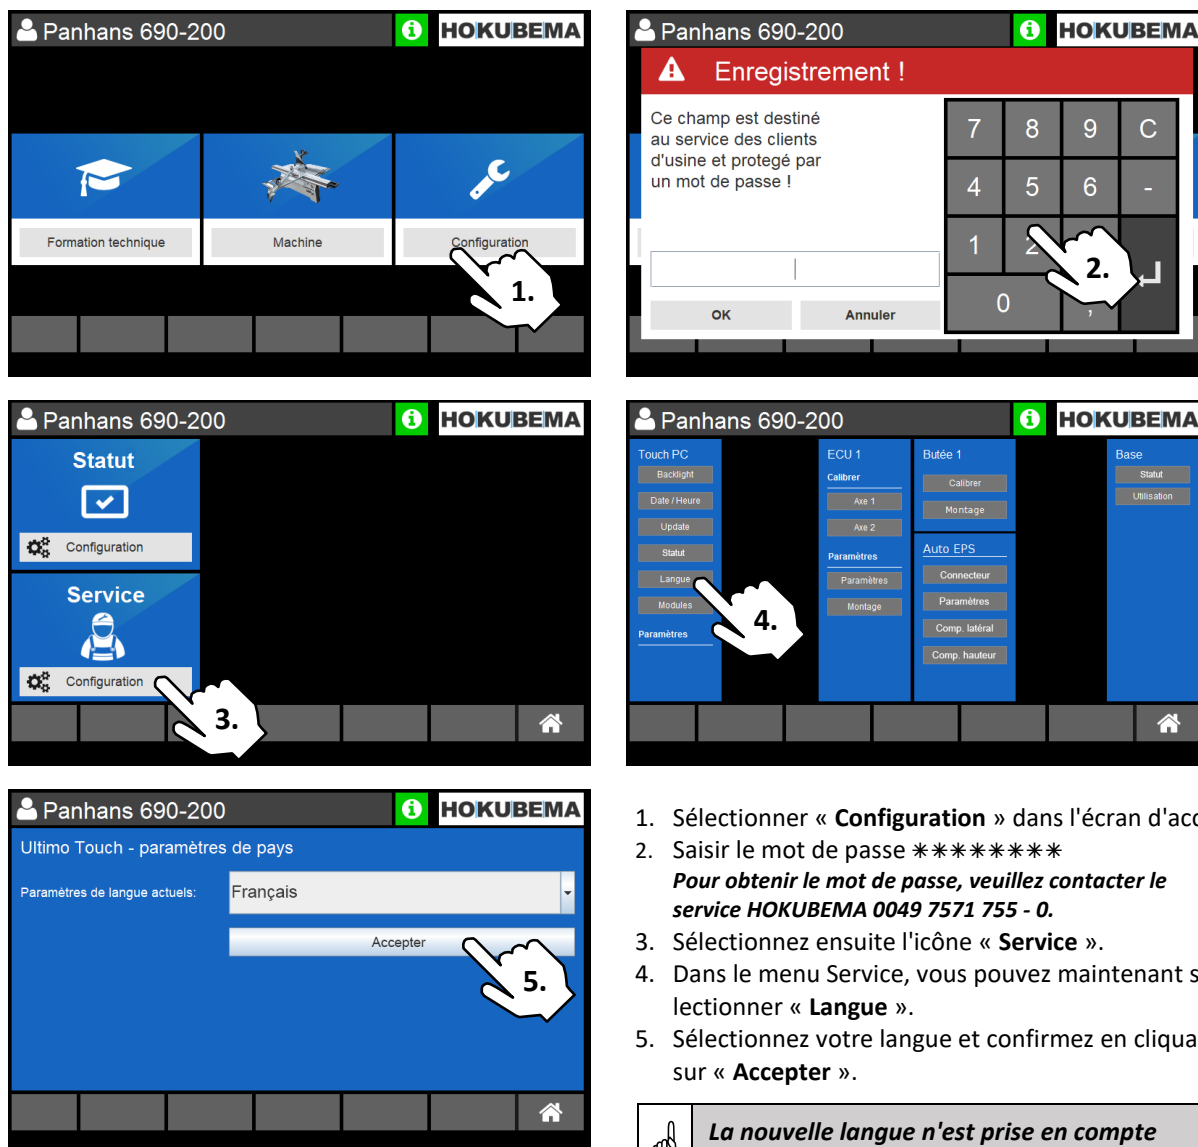 Panhans 690-200
HOKUBEMA
Formation technique
Machine
Configuration
1.
Panhans 690-200
HOKUBEMA
Enregistrement !
Ce champ est destiné
au service des clients
d'usine et protegé par
un mot de passe !
7 8 9 C
4 5 6 -
1 2
0 ,
2.
OK
Annuler
Panhans 690-200
HOKUBEMA
Statut
Configuration
Service
Configuration
3.
Panhans 690-200
HOKUBEMA
Touch PC
Backlight
Date / Heure
Update
Statut
Langue
Modules
Paramètres
4.
ECU 1
Calibrer
Axe 1
Axe 2
Paramètres
Paramètres
Montage
Butée 1
Calibrer
Montage
Auto EPS
Connecteur
Paramètres
Comp. latéral
Comp. hauteur
Base
Statut
Utilisation
Panhans 690-200
HOKUBEMA
Ultimo Touch - paramètres de pays
Paramètres de langue actuels:
Français
Accepter
5.
1. Sélectionner « Configuration » dans l'écran
2. Saisir le mot de passe ********
Pour obtenir le mot de passe, veuillez contacter le
service HOKUBEMA 0049 7571 755 - 0.
3. Sélectionnez ensuite l'icône « Service ».
4. Dans le menu Service, vous pouvez maintenant
lectionner « Langue ».
5. Sélectionnez votre langue et confirmez en
sur « Accepter ».
La nouvelle langue n'est prise en compte